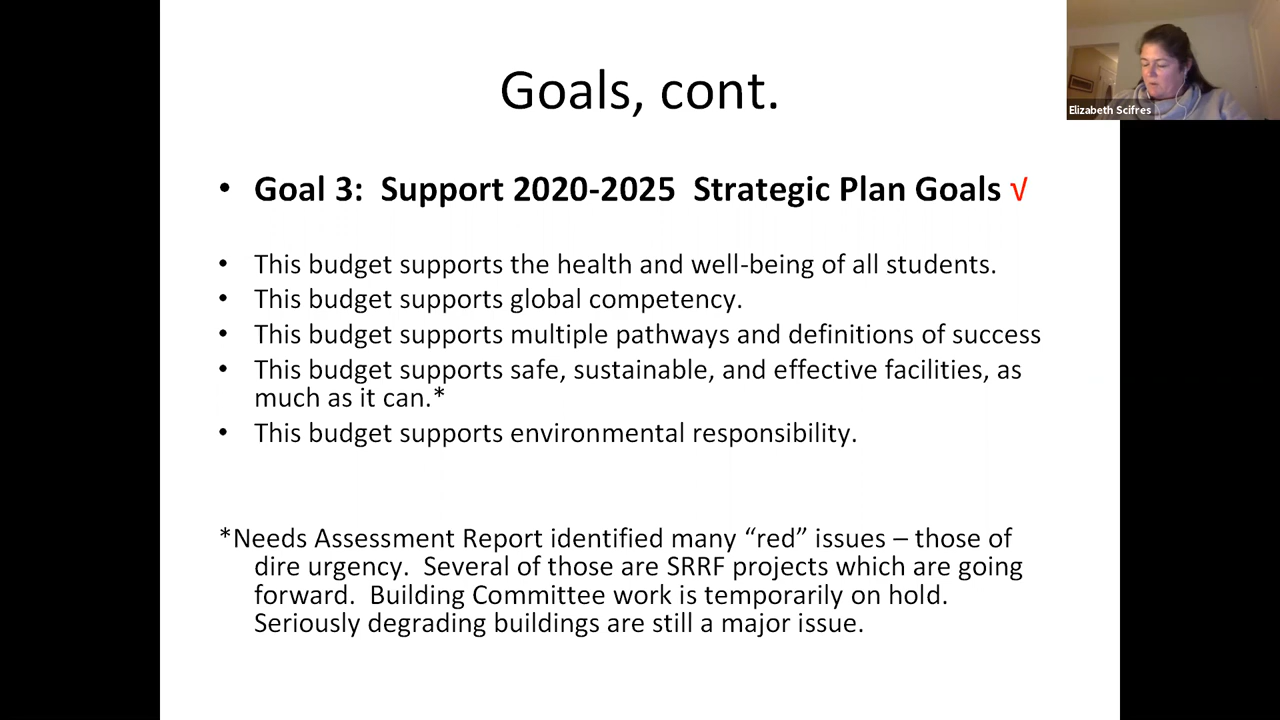 Goals, cont.
Elizabeth Scifres
• Goal 3:  Support 2020-2025  Strategic Plan Goals √
• This budget supports the health and well-being of all students.
• This budget supports global competency.
• This budget supports multiple pathways and definitions of success
• This budget supports safe, sustainable, and effective facilities, as
much as it can.*
• This budget supports environmental responsibility.
*Needs Assessment Report identified many “red” issues – those of
dire urgency.  Several of those are SRRF projects which are going
forward.  Building Committee work is temporarily on hold.
Seriously degrading buildings are still a major issue.